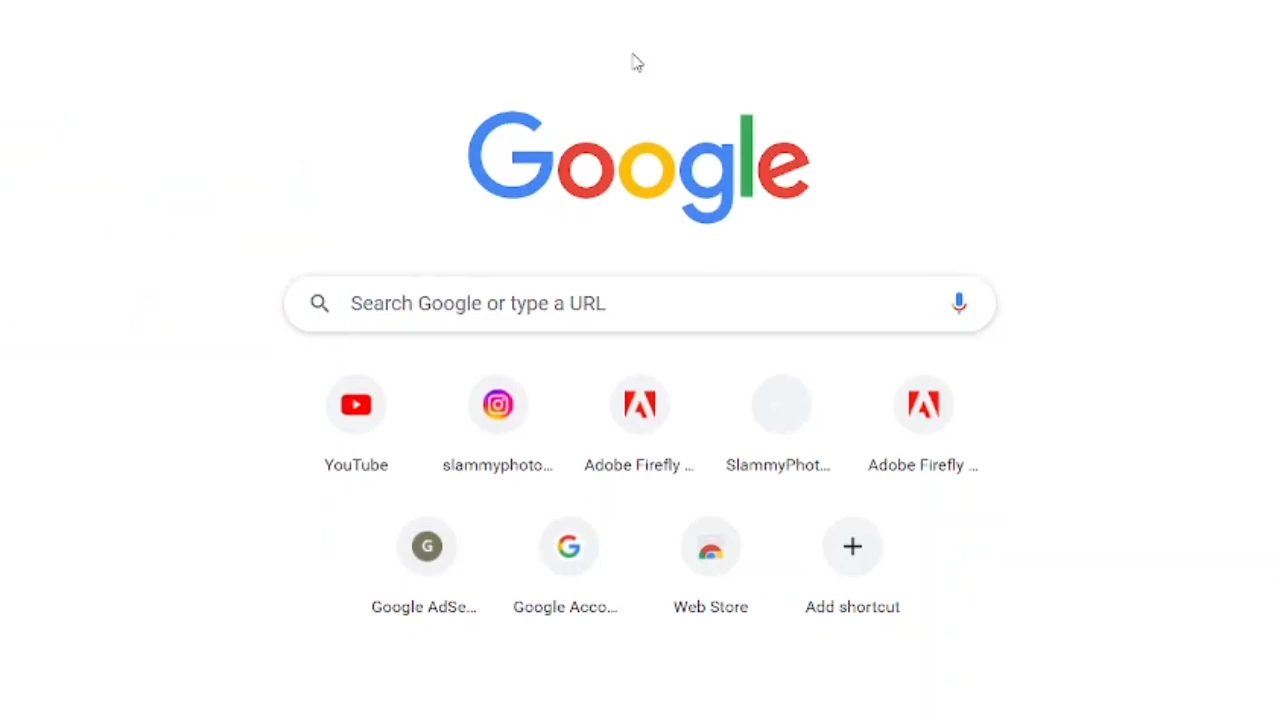 Google
Search Google or type a URL
YouTube
slammyphoto...
Adobe Firefly ...
SlammyPhot...
Adobe Firefly ...
G
Google AdSe...
Google Acco...
Web Store
Add shortcut